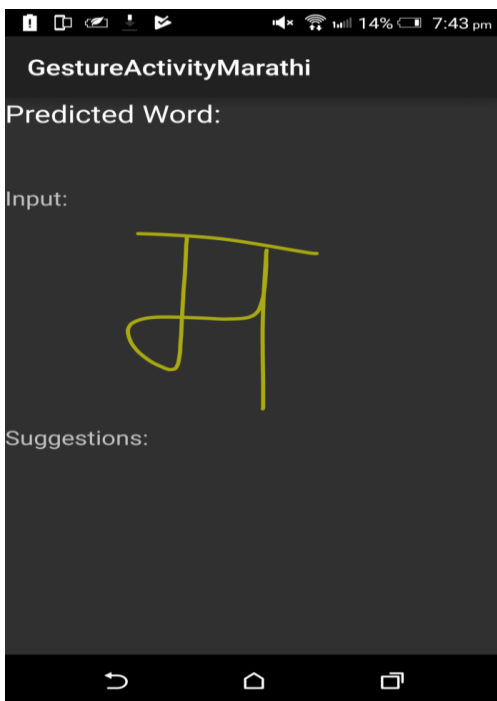 14% 7:43 pm
GestureActivityMarathi
Predicted Word:
Input:
म
Suggestions: